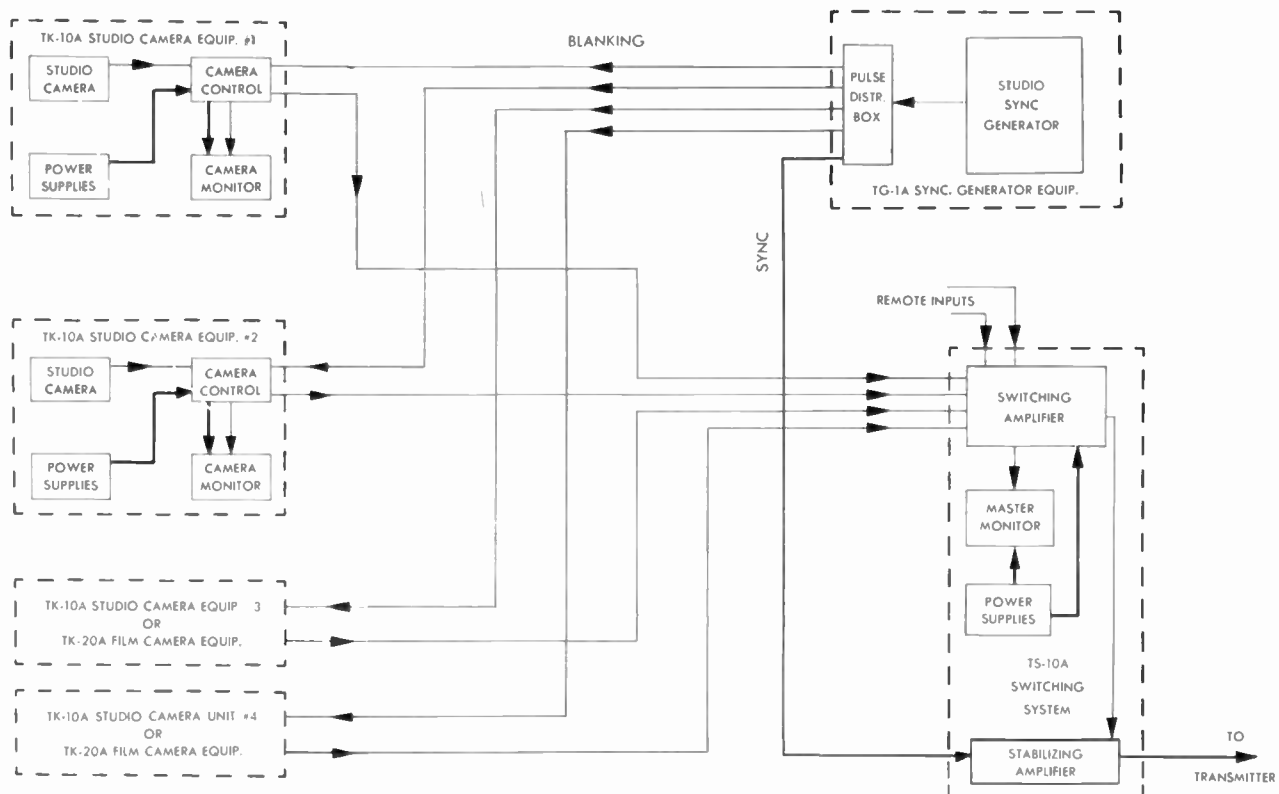 TK-10A STUDIO CAMERA EQUIP. #1
STUDIO
CAMERA
CAMERA
CONTROL
POWER
SUPPLIES
CAMERA
MONITOR
BLANKING
PULSE
DISTR.
BOX
STUDIO
SYNC
GENERATOR
TG-1A SYNC. GENERATOR EQUIP.
SYNC
REMOTE INPUTS
TK-10A STUDIO CAMERA EQUIP. #2
STUDIO
CAMERA
CAMERA
CONTROL
POWER
SUPPLIES
CAMERA
MONITOR
SWITCHING
AMPLIFIER
MASTER
MONITOR
POWER
SUPPLIES
TS-10A
SWITCHING
SYSTEM
TK-10A STUDIO CAMERA EQUIP 3
OR
TK-20A FILM CAMERA EQUIP.
TK-10A STUDIO CAMERA UNIT #4
OR
TK-20A FILM CAMERA EQUIP.
STABILIZING
AMPLIFIER
TO
TRANSMITTER